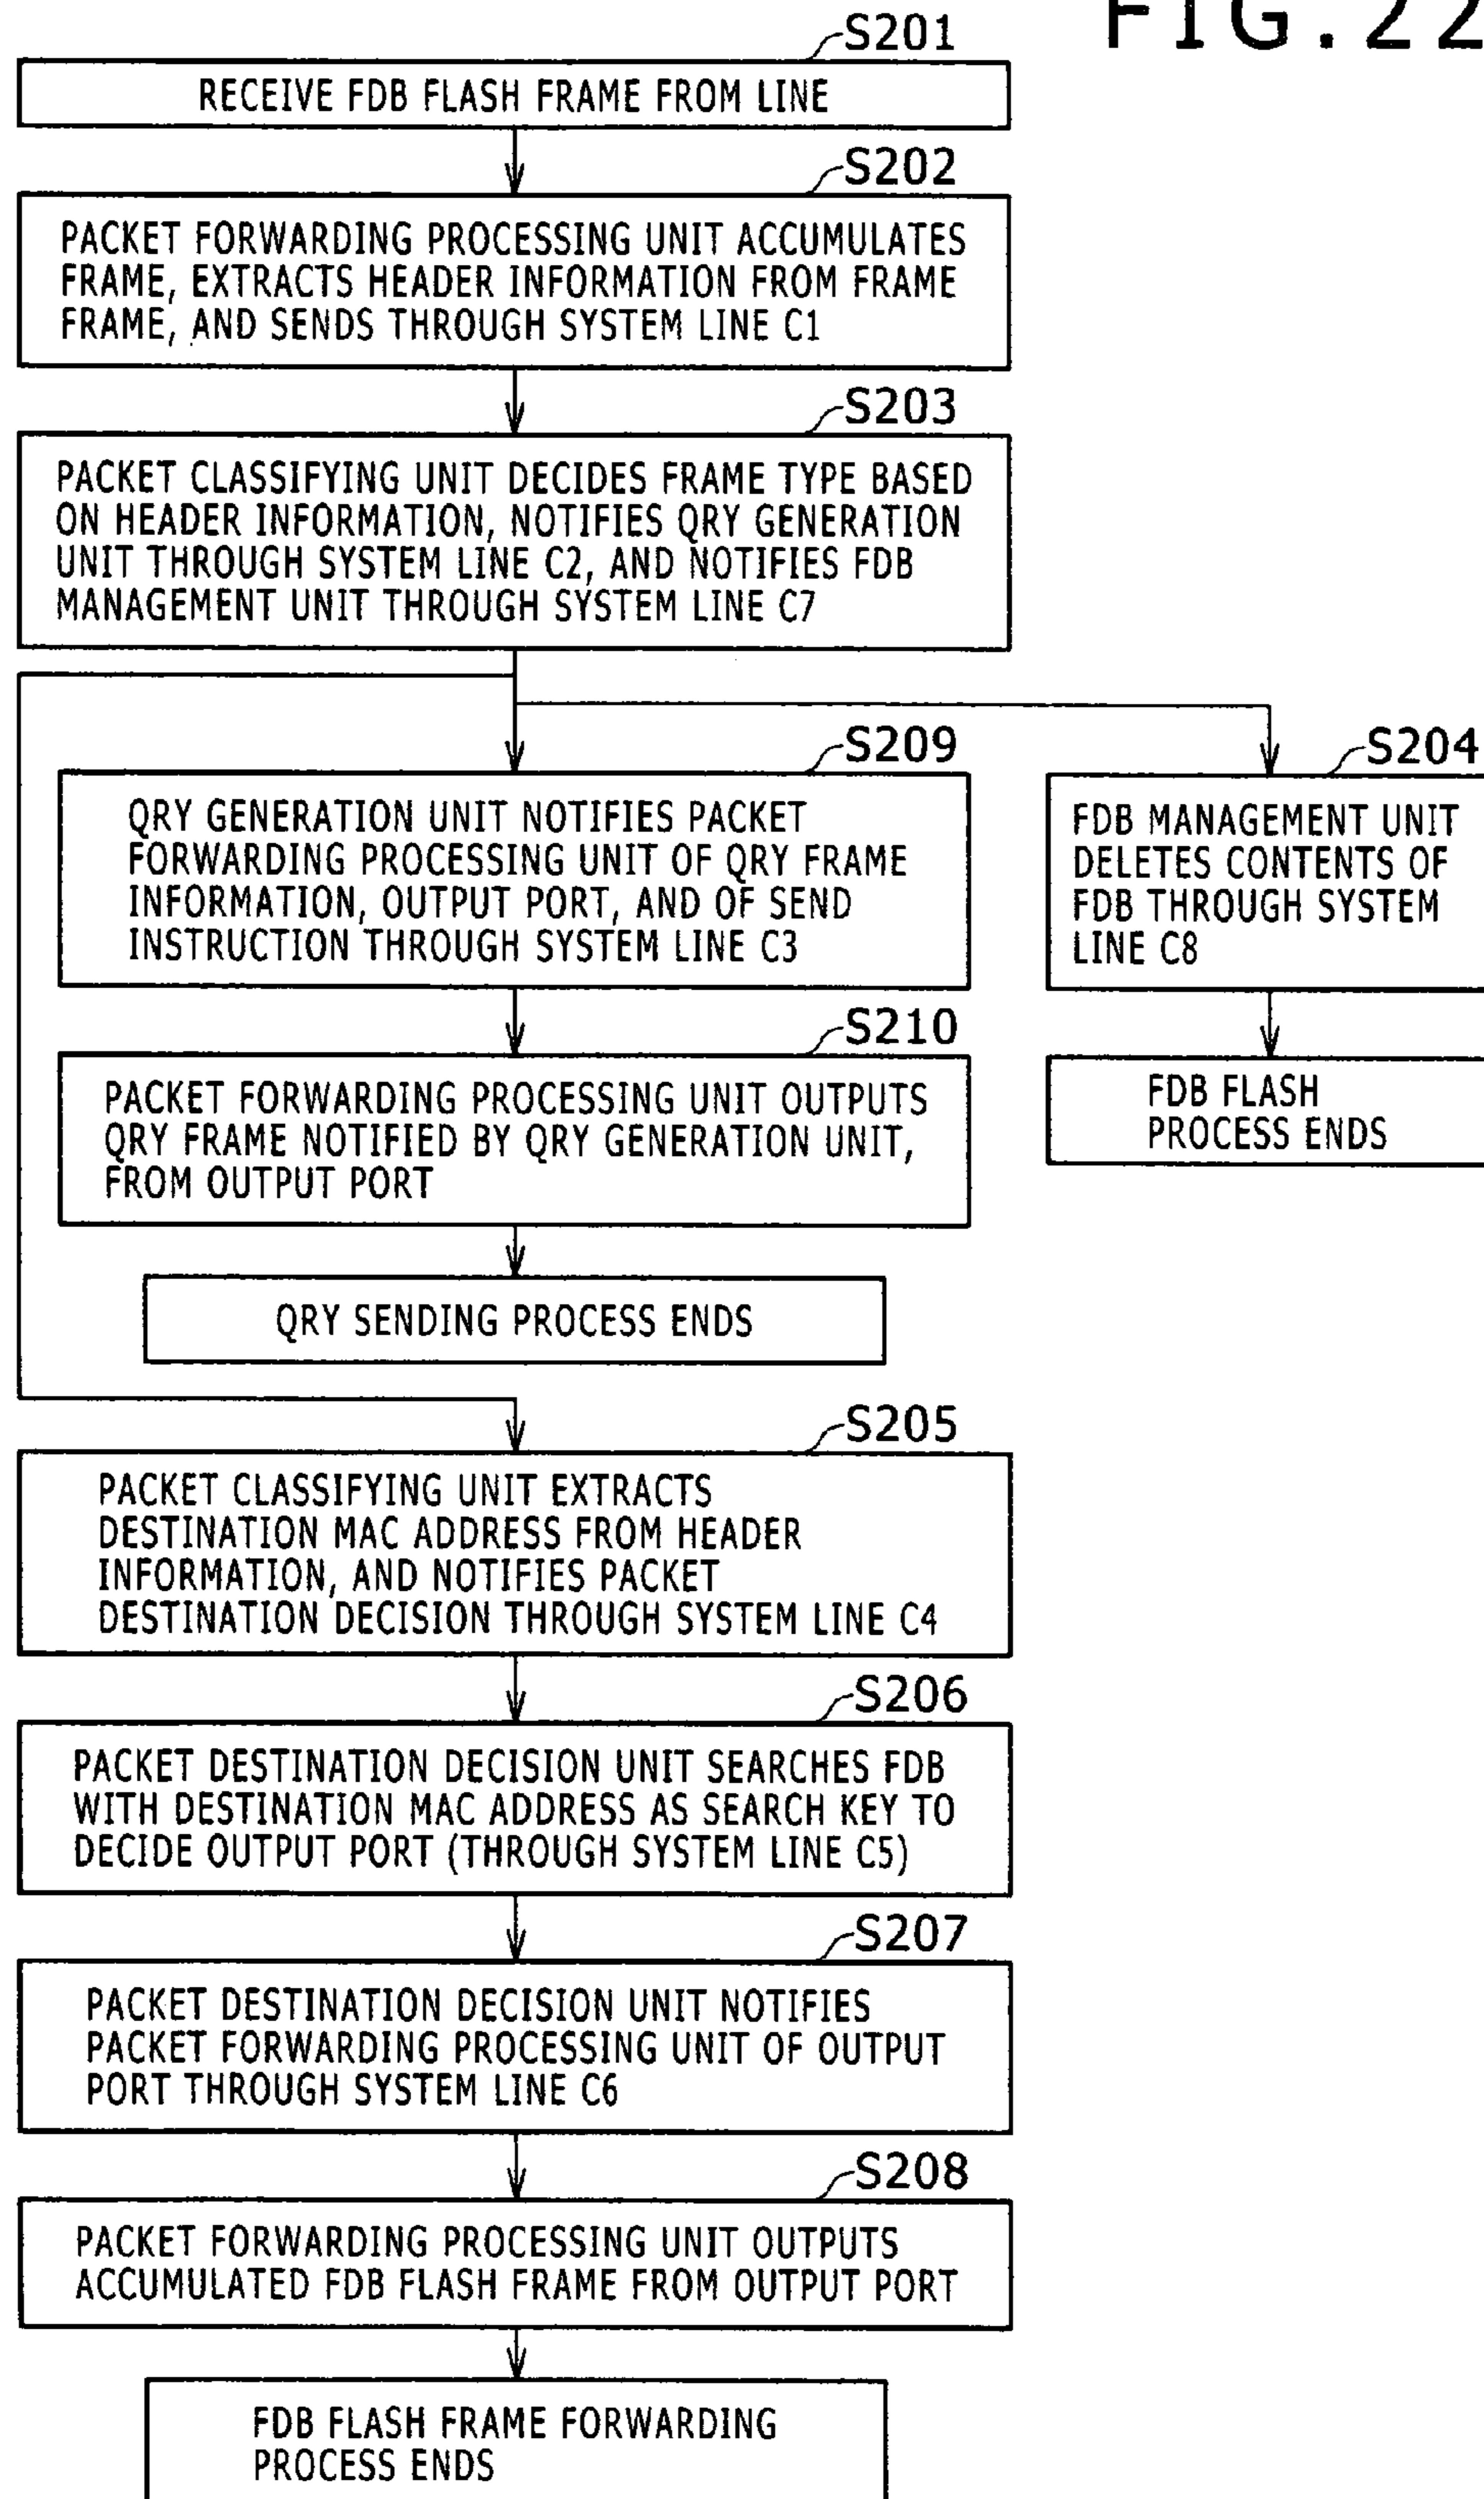 FIG.22
S201
RECEIVE FDB FLASH FRAME FROM LINE
S202
PACKET FORWARDING PROCESSING UNIT ACCUMULATES
FRAME, EXTRACTS HEADER INFORMATION FROM FRAME
FRAME, AND SENDS THROUGH SYSTEM LINE C1
S203
PACKET CLASSIFYING UNIT DECIDES FRAME TYPE BASED
ON HEADER INFORMATION, NOTIFIES QRY GENERATION
UNIT THROUGH SYSTEM LINE C2, AND NOTIFIES FDB
MANAGEMENT UNIT THROUGH SYSTEM LINE C7
S209
QRY GENERATION UNIT NOTIFIES PACKET
FORWARDING PROCESSING UNIT OF QRY FRAME
INFORMATION, OUTPUT PORT, AND OF SEND
INSTRUCTION THROUGH SYSTEM LINE C3
S204
FDB MANAGEMENT UNIT
DELETES CONTENTS OF
FDB THROUGH SYSTEM
LINE C8
S210
PACKET FORWARDING PROCESSING UNIT OUTPUTS
QRY FRAME NOTIFIED BY QRY GENERATION UNIT,
FROM OUTPUT PORT
FDB FLASH
PROCESS ENDS
QRY SENDING PROCESS ENDS
S205
PACKET CLASSIFYING UNIT EXTRACTS
DESTINATION MAC ADDRESS FROM HEADER
INFORMATION, AND NOTIFIES PACKET
DESTINATION DECISION THROUGH SYSTEM LINE C4
S206
PACKET DESTINATION DECISION UNIT SEARCHES FDB
WITH DESTINATION MAC ADDRESS AS SEARCH KEY TO
DECIDE OUTPUT PORT (THROUGH SYSTEM LINE C5)
S207
PACKET DESTINATION DECISION UNIT NOTIFIES
PACKET FORWARDING PROCESSING UNIT OF OUTPUT
PORT THROUGH SYSTEM LINE C6
S208
PACKET FORWARDING PROCESSING UNIT OUTPUTS
ACCUMULATED FDB FLASH FRAME FROM OUTPUT PORT
FDB FLASH FRAME FORWARDING
PROCESS ENDS